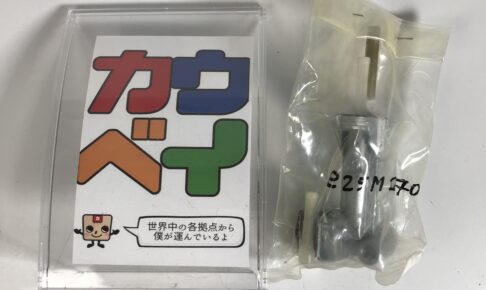 カウ
ベイ
世界中の各拠点から
僕が運んでいるよ